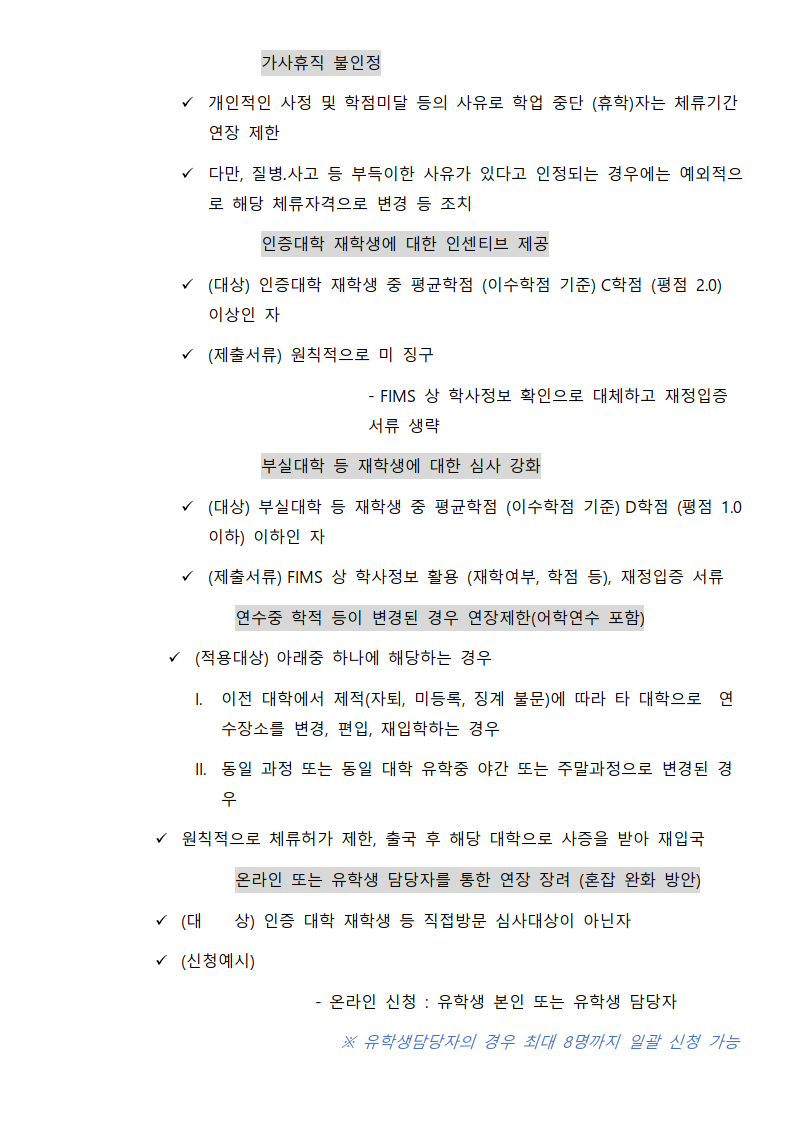 가사휴직 불인정
✓ 개인적인 사정 및 학점미달 등의 사유로 학업 중단 (휴학)자는 체류기간
연장 제한
✓ 다만, 질병.사고 등 부득이한 사유가 있다고 인정되는 경우에는 예외적으
로 해당 체류자격으로 변경 등 조치
인증대학 재학생에 대한 인센티브 제공
✓ (대상) 인증대학 재학생 중 평균학점 (이수학점 기준) C학점 (평점 2.0)
이상인 자
✓ (제출서류) 원칙적으로 미 징구
- FIMS 상 학사정보 확인으로 대체하고 재정입증
서류 생략
부실대학 등 재학생에 대한 심사 강화
✓ (대상) 부실대학 등 재학생 중 평균학점 (이수학점 기준) D학점 (평점 1.0
이하) 이하인 자
✓ (제출서류) FIMS 상 학사정보 활용 (재학여부, 학점 등), 재정입증 서류
연수중 학적 등이 변경된 경우 연장제한(어학연수 포함)
✓ (적용대상) 아래중 하나에 해당하는 경우
I. 이전 대학에서 제적(자퇴, 미등록, 징계 불문)에 따라 타 대학으로 연
수장소를 변경, 편입, 재입학하는 경우
II. 동일 과정 또는 동일 대학 유학중 야간 또는 주말과정으로 변경된 경
우
✓ 원칙적으로 체류허가 제한, 출국 후 해당 대학으로 사증을 받아 재입국
온라인 또는 유학생 담당자를 통한 연장 장려 (혼잡 완화 방안)
✓ (대 상) 인증 대학 재학생 등 직접방문 심사대상이 아닌자
✓ (신청예시)
- 온라인 신청 : 유학생 본인 또는 유학생 담당자
※ 유학생담당자의 경우 최대 8명까지 일괄 신청 가능